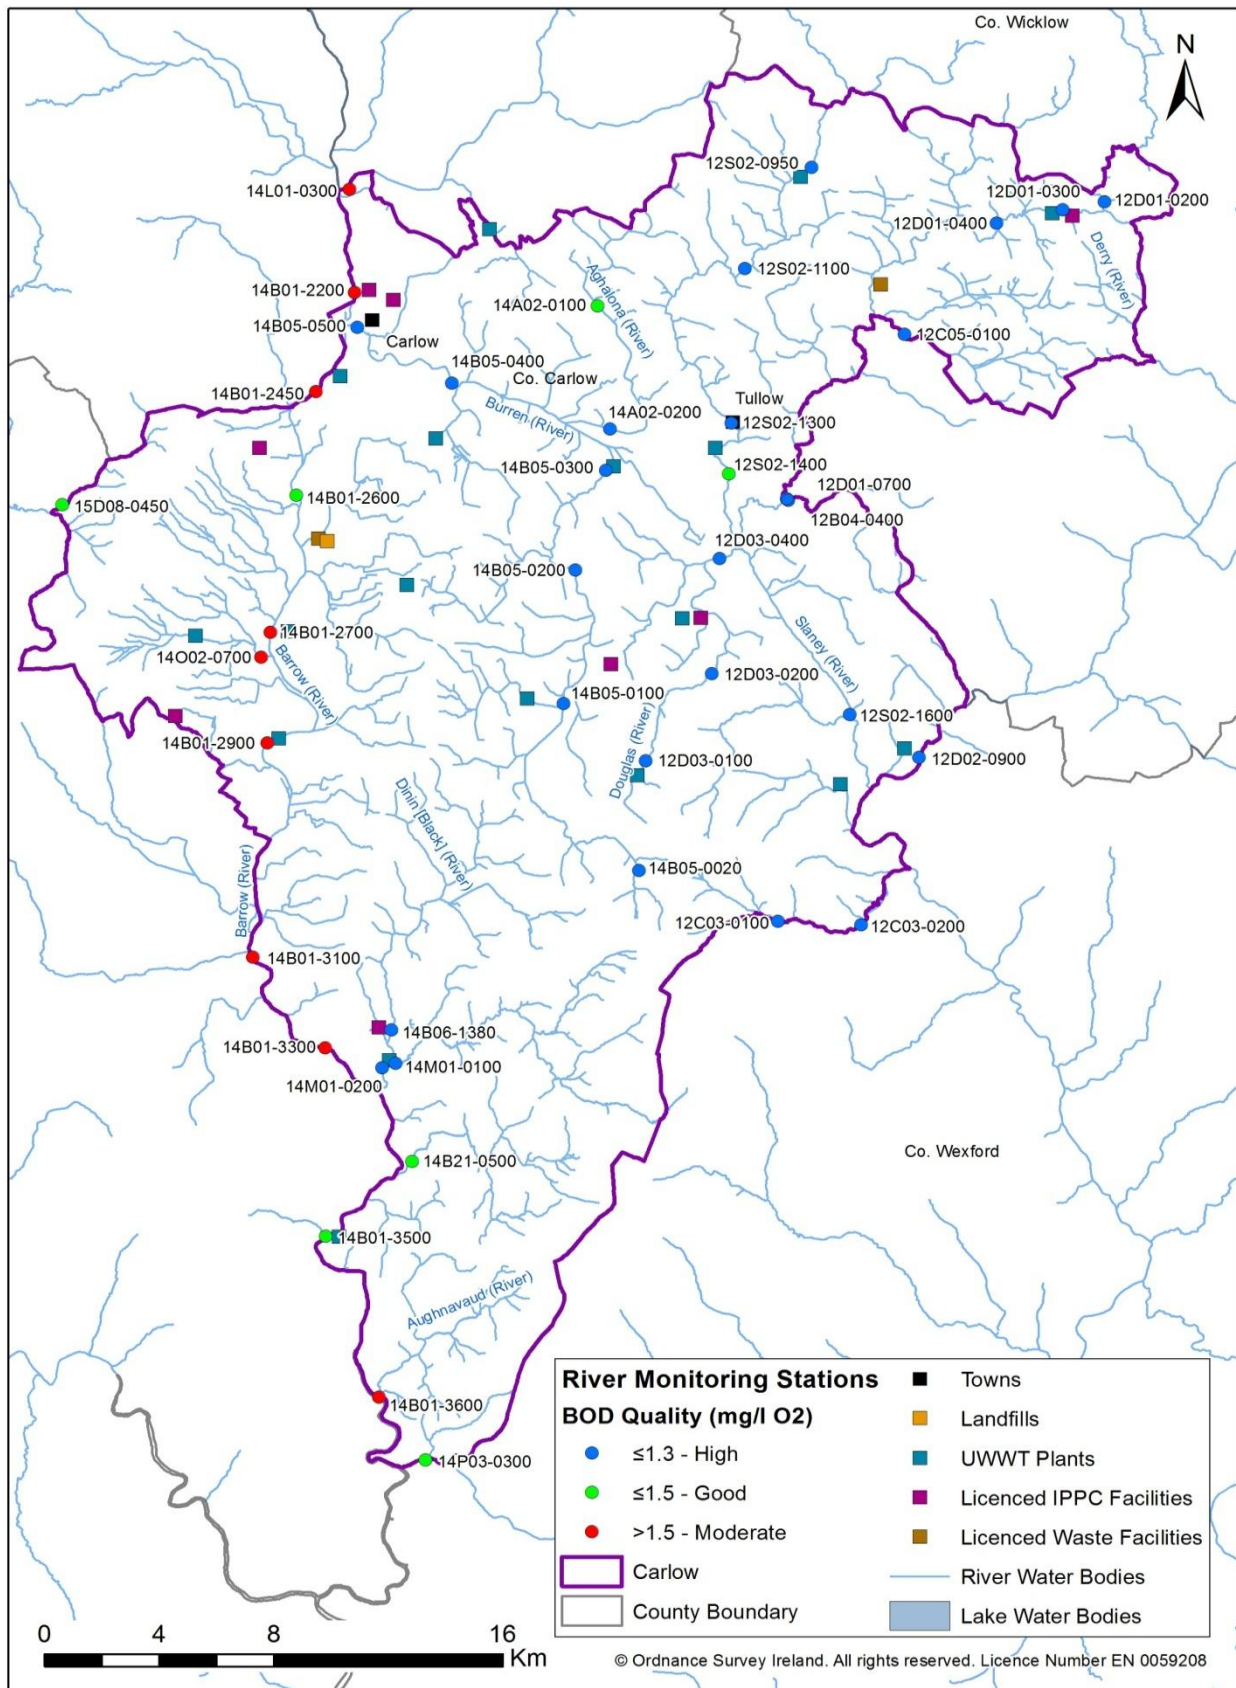 Co. Wicklow
N
12S02-0950
14L01-0300
12D01-0300
12D01-0200
12D01-0400
Derry (River)
12S02-1100
Aghalona (River)
14B01-2200
14A02-0100
14B05-0500
Carlow
12C05-0100
14B05-0400
Co. Carlow
14B01-2450
Tullow
Burren (River)
14A02-0200
12S02-1300
14B05-0300
12S02-1400
15D08-0450
14B01-2600
12D01-0700
12B04-0400
12D03-0400
14B05-0200
14B01-2700
14O02-0700
Barrow (River)
Slaney (River)
12D03-0200
14B05-0100
12S02-1600
14B01-2900
Douglas (River)
12D03-0100
12D02-0900
Dinin [Black] (River)
14B05-0020
Barrow (River)
12C03-0100
12C03-0200
14B01-3100
14B06-1380
14B01-3300
14M01-0100
14M01-0200
Co. Wexford
14B21-0500
14B01-3500
Aughnavaud (River)
14B01-3600
14P03-0300
River Monitoring Stations
BOD Quality (mg/l O2)
≤1.3 - High
≤1.5 - Good
>1.5 - Moderate
Carlow
County Boundary
Towns
Landfills
UWWT Plants
Licenced IPPC Facilities
Licenced Waste Facilities
River Water Bodies
Lake Water Bodies
0 4 8 16
Km
© Ordnance Survey Ireland. All rights reserved. Licence Number EN 0059208